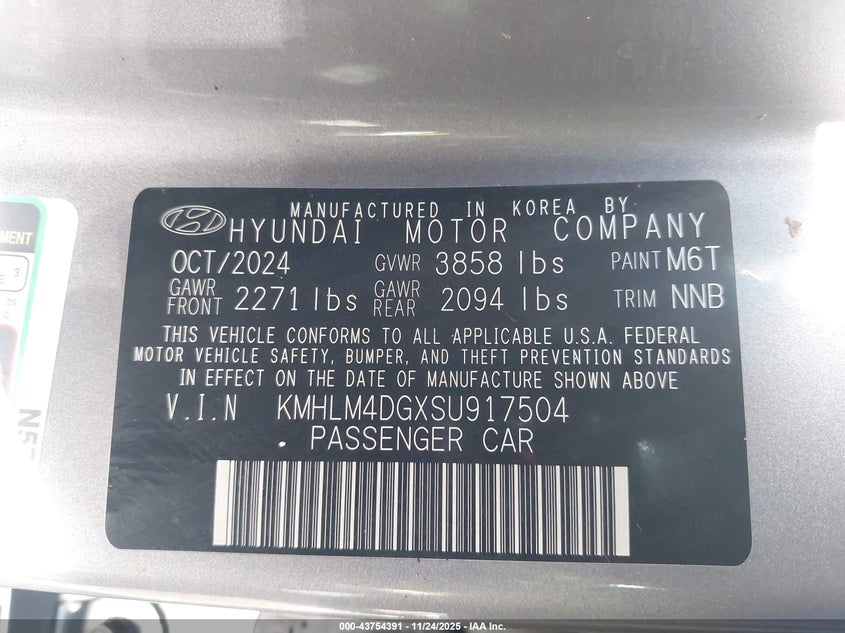 MANUFACTURED IN KOREA BY
HYUNDAI MOTOR COMPANY
OCT/2024 GVWR 3858 lbs PAINT M6T
GAWR FRONT 2271 lbs GAWR REAR 2094 lbs TRIM NNB
THIS VEHICLE CONFORMS TO ALL APPLICABLE U.S.A. FEDERAL
MOTOR VEHICLE SAFETY, BUMPER, AND THEFT PREVENTION STANDARDS
IN EFFECT ON THE DATE OF MANUFACTURE SHOWN ABOVE
V.I.N KMHLM4DGXSU917504
. PASSENGER CAR
MENT
3
000-43754391 - 11/24/2025 - IAA Inc.